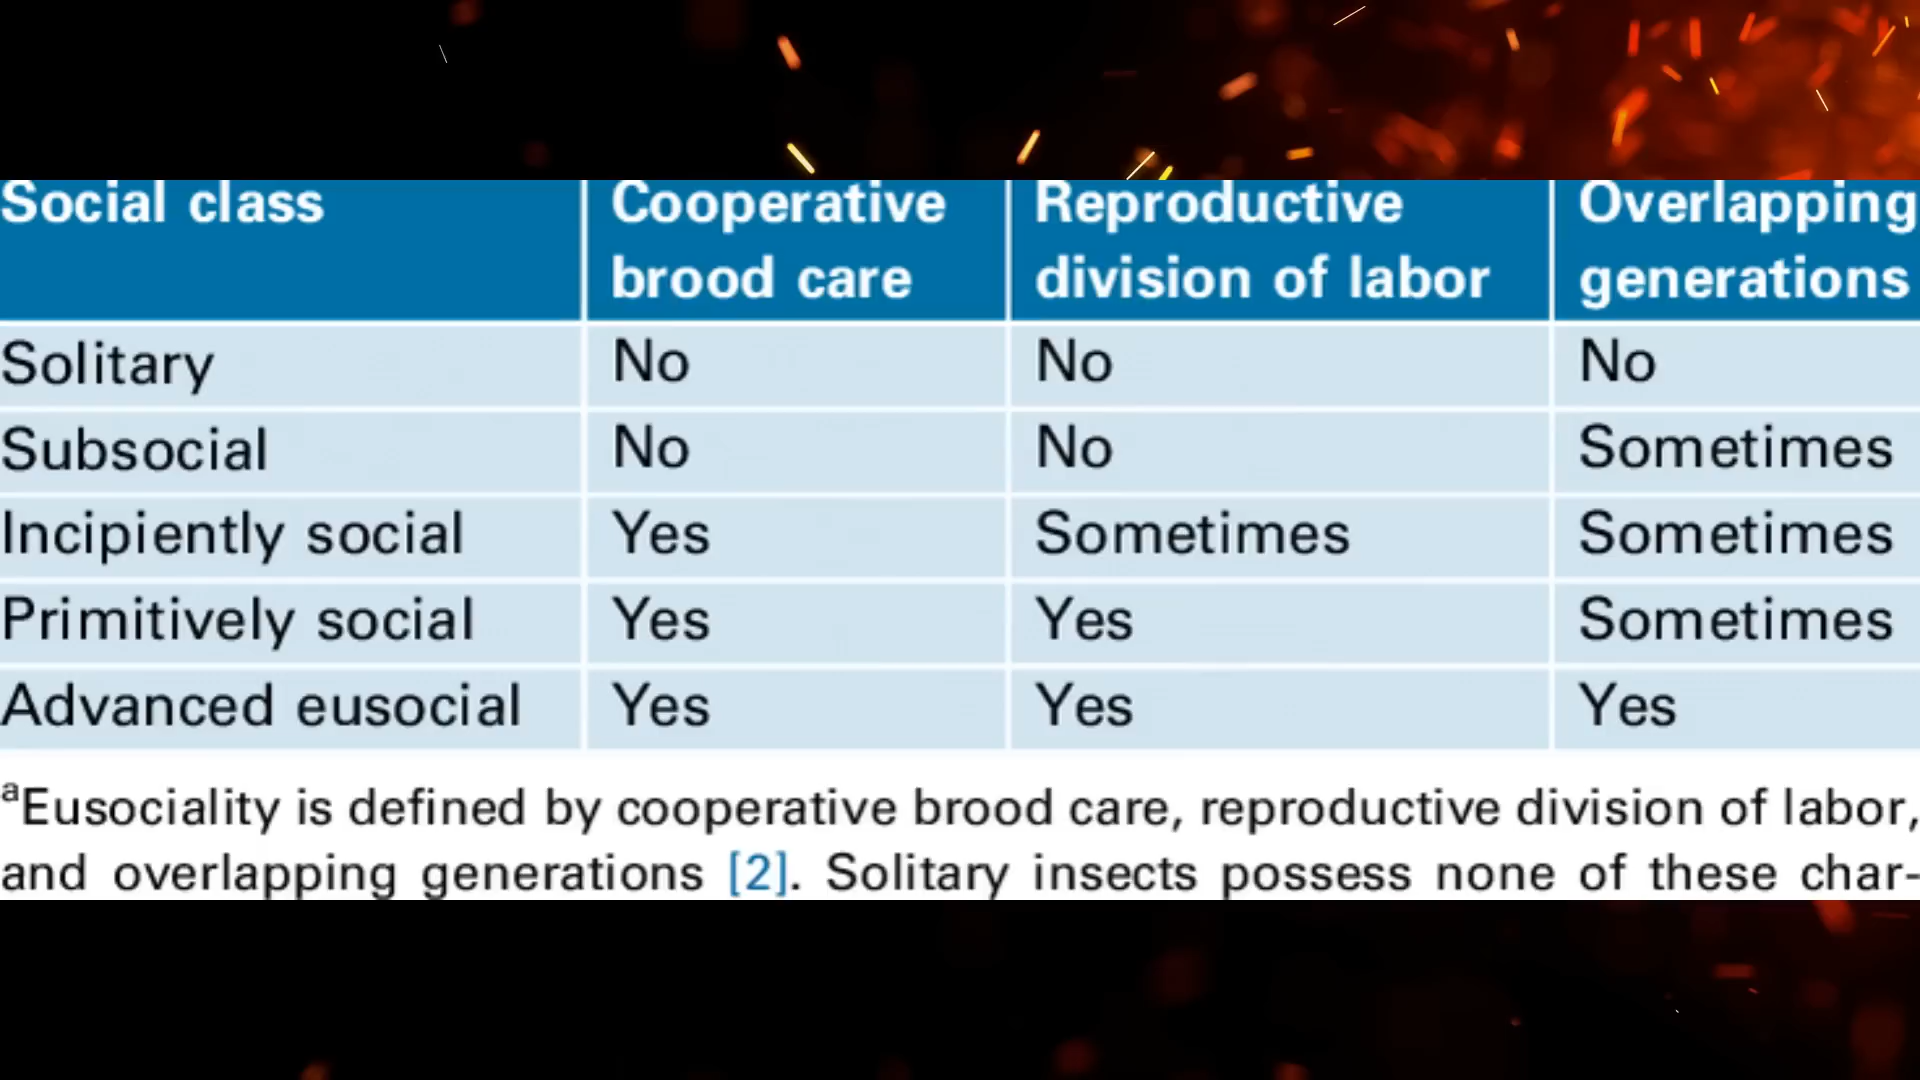 Social class Cooperative brood care Reproductive division of labor Overlapping generations
Solitary No No No
Subsocial No No Sometimes
Incipiently social Yes Sometimes Sometimes
Primitively social Yes Yes Sometimes
Advanced eusocial Yes Yes Yes
aEusociality is defined by cooperative brood care, reproductive division of labor,
and overlapping generations [2]. Solitary insects possess none of these char-